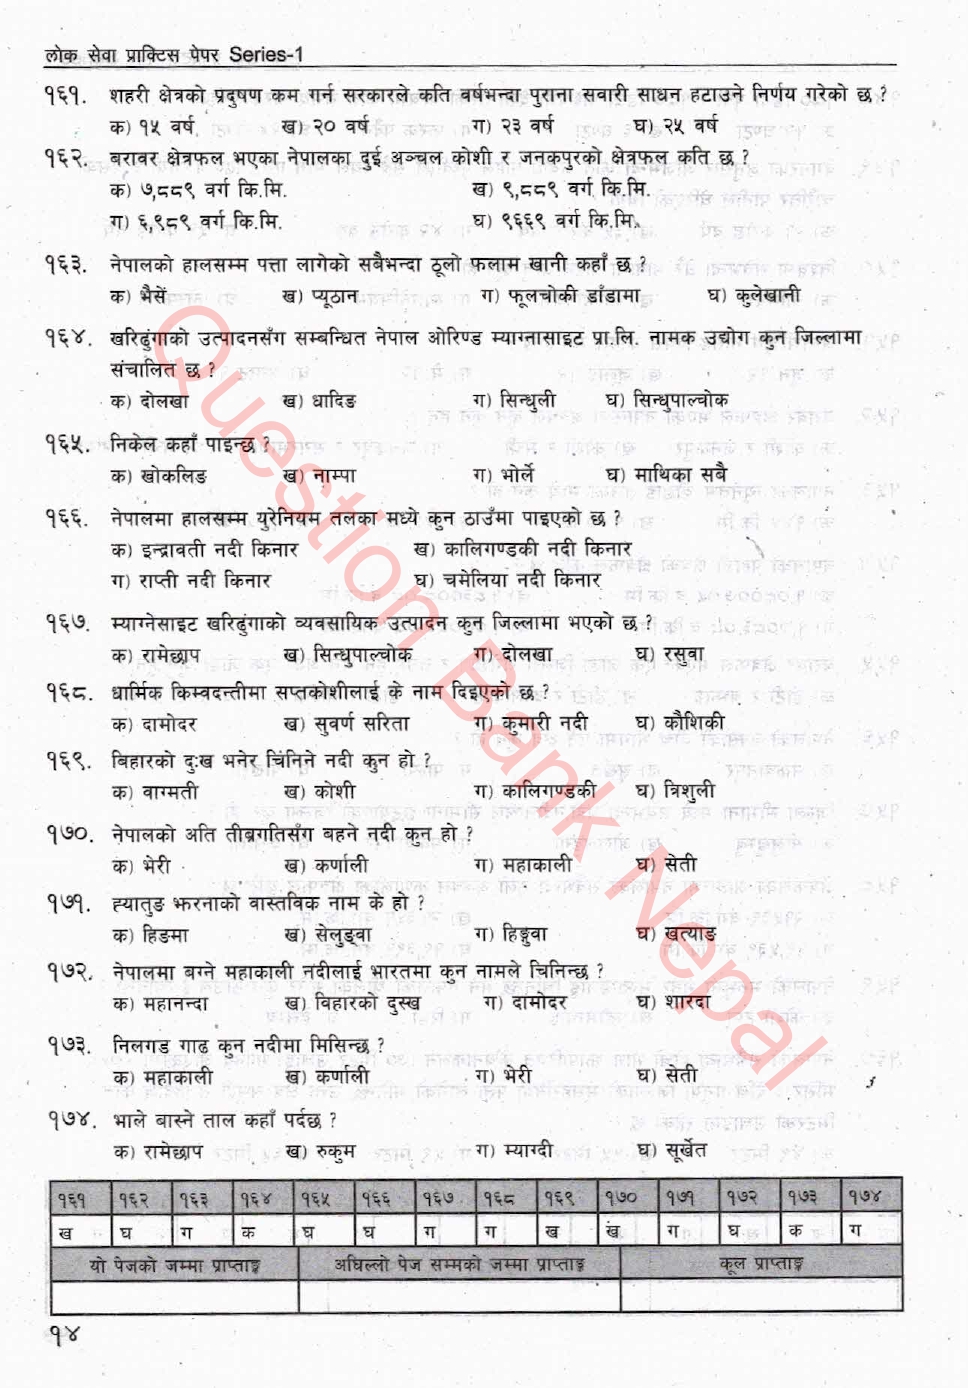 लोक सेवा प्राक्टिस पेपर Series-1
१६१. शहरी क्षेत्रको प्रदुषण कम गर्न सरकारले कति वर्षभन्दा पुराना सवारी साधन हटाउने निर्णय गरेको छ ?
क) १५ वर्ष ख) २० वर्ष ग) २३ वर्ष घ) २५ वर्ष
१६२. बरावर क्षेत्रफल भएका नेपालका दुई अञ्चल कोशी र जनकपुरको क्षेत्रफल कति छ ?
क) ७,८८९ वर्ग कि.मि. ख) ९,८८९ वर्ग कि.मि.
ग) ६,९८९ वर्ग कि.मि. घ) ९६६९ वर्ग कि.मि.
१६३. नेपालको हालसम्म पत्ता लागेको सबैभन्दा ठूलो फलाम खानी कहाँ छ ?
क) भैसें ख) प्यूठान ग) फूलचोकी डाँडामा घ) कुलेखानी
१६४. खरिढुंगाको उत्पादनसँग सम्बन्धित नेपाल ओरिण्ड म्याग्नासाइट प्रा.लि. नामक उद्योग कुन जिल्लामा
संचालित छ ?
क) दोलखा ख) धादिङ ग) सिन्धुली घ) सिन्धुपाल्चोक
१६५. निकेल कहाँ पाइन्छ ?
क) खोकलिङ ख) नाम्पा ग) भोर्ले घ) माथिका सबै
१६६. नेपालमा हालसम्म युरेनियम तलका मध्ये कुन ठाउँमा पाइएको छ ?
क) इन्द्रावती नदी किनार ख) कालिगण्डकी नदी किनार
ग) राप्ती नदी किनार घ) चमेलिया नदी किनार
१६७. म्याग्नेसाइट खरिढुंगाको व्यवसायिक उत्पादन कुन जिल्लामा भएको छ ?
क) रामेछाप ख) सिन्धुपाल्चोक ग) दोलखा घ) रसुवा
१६८. धार्मिक किम्वदन्तीमा सप्तकोशीलाई के नाम दिइएको छ ?
क) दामोदर ख) सुवर्ण सरिता ग) कुमारी नदी घ) कौशिकी
१६९. बिहारको दुःख भनेर चिंनिने नदी कुन हो ?
क) वाग्मती ख) कोशी ग) कालिगण्डकी घ) त्रिशुली
१७०. नेपालको अति तीब्रगतिसँग बहने नदी कुन हो ?
क) भेरी ख) कर्णाली ग) महाकाली घ) सेती
१७१. ह्यातुङ झरनाको वास्तविक नाम के हो ?
क) हिङमा ख) सेलुङ्वा ग) हिङ्गुवा घ) खत्याङ
१७२. नेपालमा बग्ने महाकाली नदीलाई भारतमा कुन नामले चिनिन्छ ?
क) महानन्दा ख) विहारको दुस्ख ग) दामोदर घ) शारदा
१७३. निलगड गाढ कुन नदीमा मिसिन्छ ?
क) महाकाली ख) कर्णाली ग) भेरी घ) सेती
१७४. भाले बास्ने ताल कहाँ पर्दछ ?
क) रामेछाप ख) रुकुम ग) म्याग्दी घ) सूर्खेत
१६१ १६२ १६३ १६४ १६५ १६६ १६७ १६८ १६९ १७० १७१ १७२ १७३ १७४
ख घ ग क घ घ ग ग ख ख ग घ क ग
यो पेजको जम्मा प्राप्ताङ्क अघिल्लो पेज सम्मको जम्मा प्राप्ताङ्क कूल प्राप्ताङ्क
१४
Question Bank Nepal